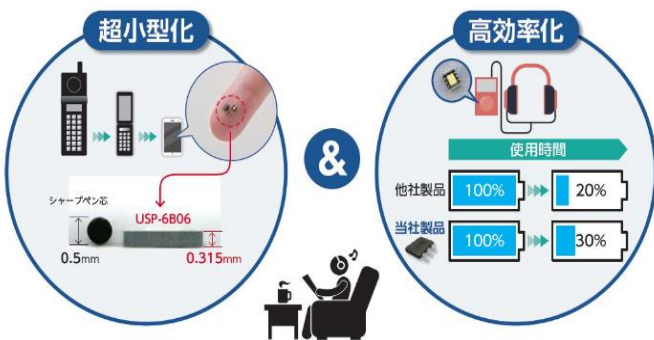 超小型化
シャープペン芯
USP-6B06
0.5mm
0.315mm
&
高効率化
使用時間
他社製品 100% 20%
当社製品 100% 30%